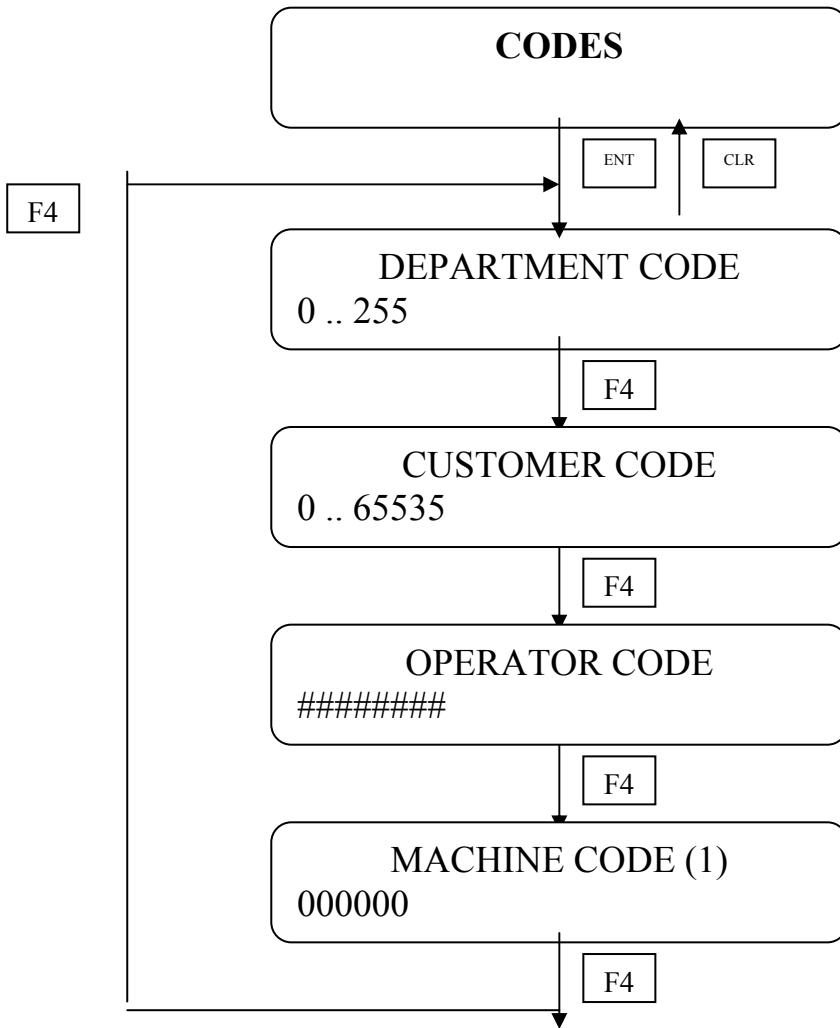 CODES
ENT
CLR
F4
DEPARTMENT CODE
0 .. 255
F4
CUSTOMER CODE
0 .. 65535
F4
OPERATOR CODE
########
F4
MACHINE CODE (1)
000000
F4